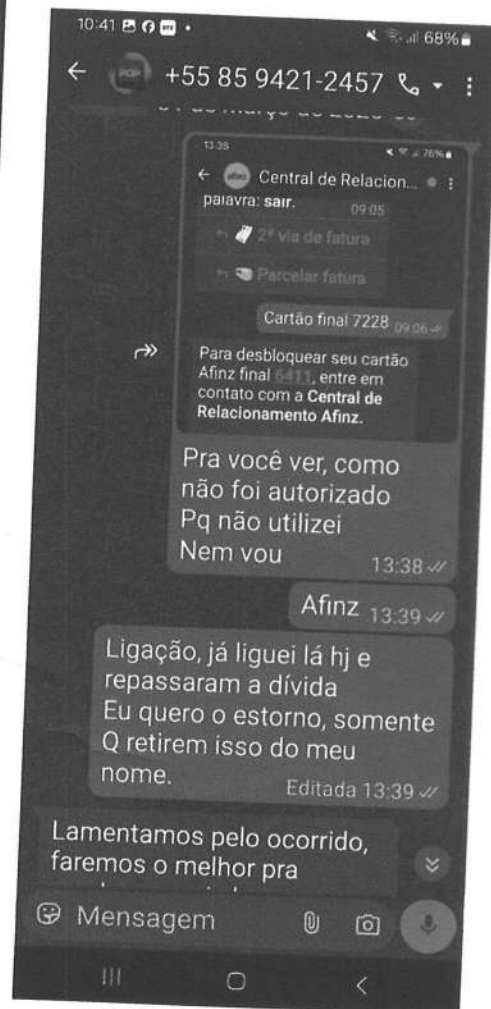 10:41
68%
POP +55 85 9421-2457
13:38
76%
afinz Central de Relacion...
palavra: sair. 09:05
2ª via de fatura
Parcelar fatura
Cartão final 7228 09:06
Para desbloquear seu cartão
Afinz final 6411, entre em
contato com a Central de
Relacionamento Afinz.
Pra você ver, como
não foi autorizado
Pq não utilizei
Nem vou 13:38
Afinz 13:39
Ligação, já liguei lá hj e
repassaram a dívida
Eu quero o estorno, somente
Q retirem isso do meu
nome. Editada 13:39
Lamentamos pelo ocorrido,
faremos o melhor pra
Mensagem